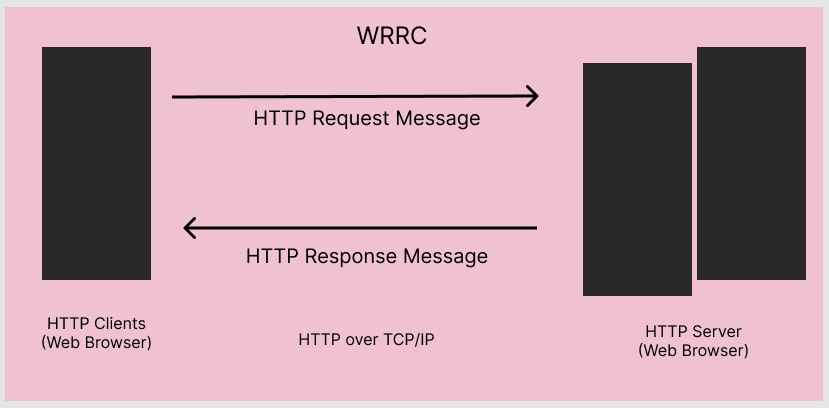 WRRC
HTTP Request Message
HTTP Response Message
HTTP Clients
(Web Browser)
HTTP over TCP/IP
HTTP Server
(Web Browser)